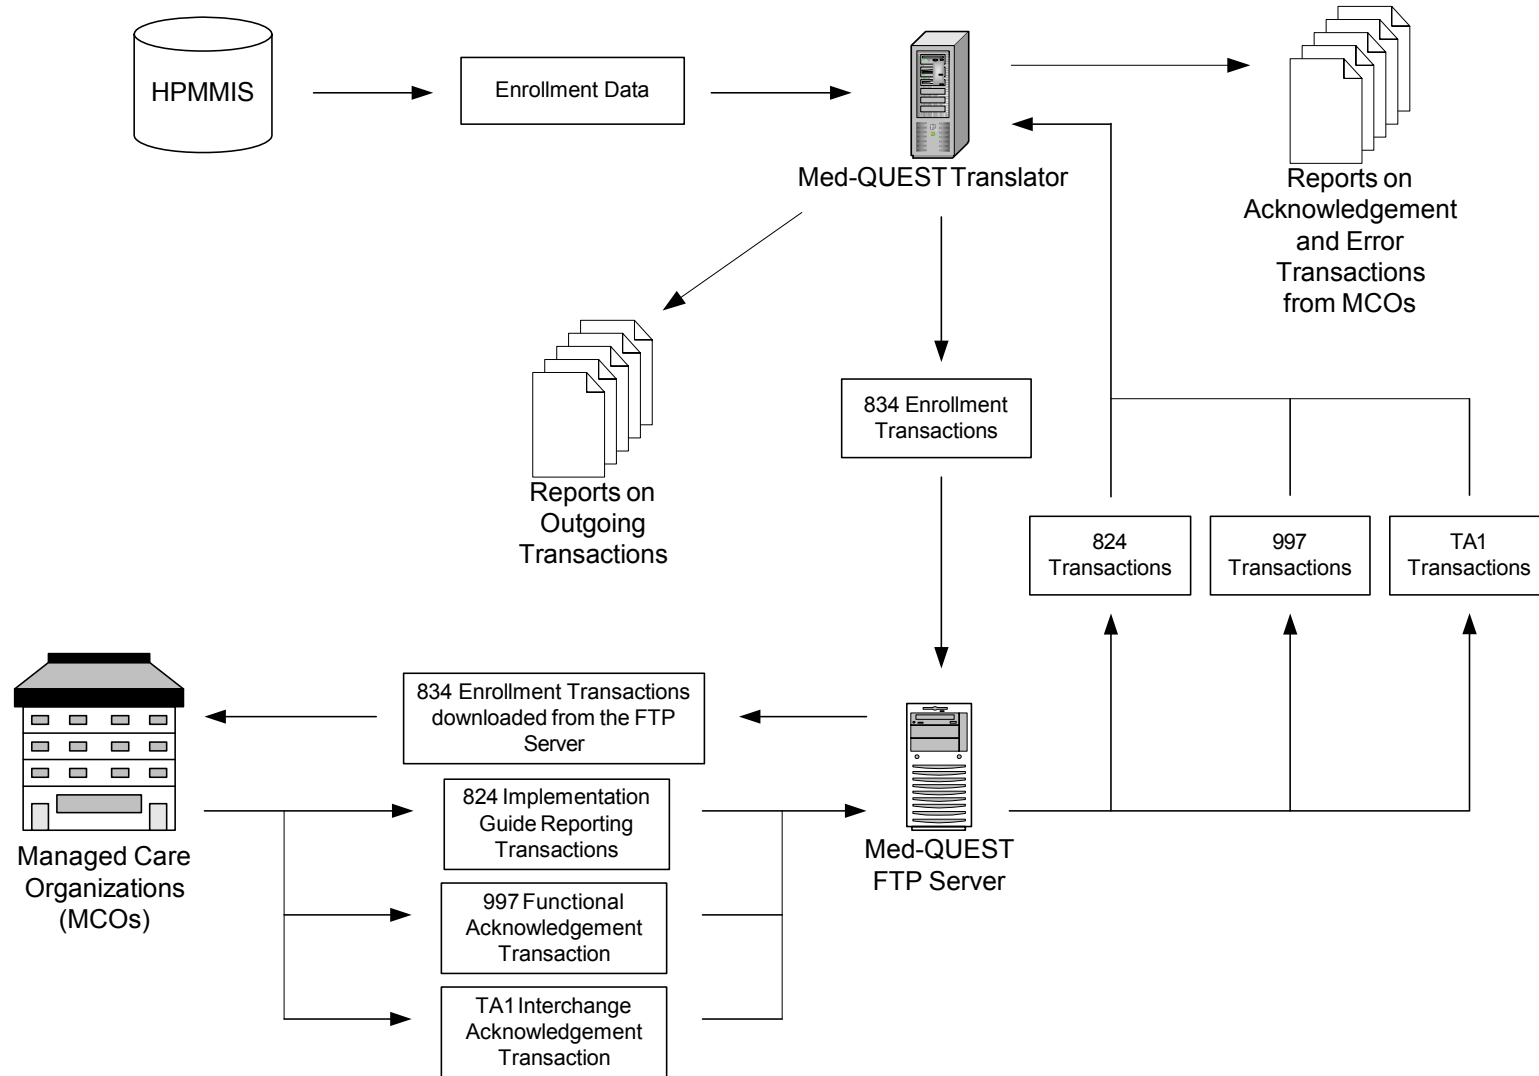 HPMMIS
Enrollment Data
Med-QUEST Translator
Reports on
Acknowledgement
and Error
Transactions
from MCOs
834 Enrollment
Transactions
Reports on
Outgoing
Transactions
824
Transactions
997
Transactions
TA1
Transactions
834 Enrollment Transactions
downloaded from the FTP
Server
824 Implementation
Guide Reporting
Transactions
Managed Care
Organizations
(MCOs)
Med-QUEST
FTP Server
997 Functional
Acknowledgement
Transaction
TA1 Interchange
Acknowledgement
Transaction